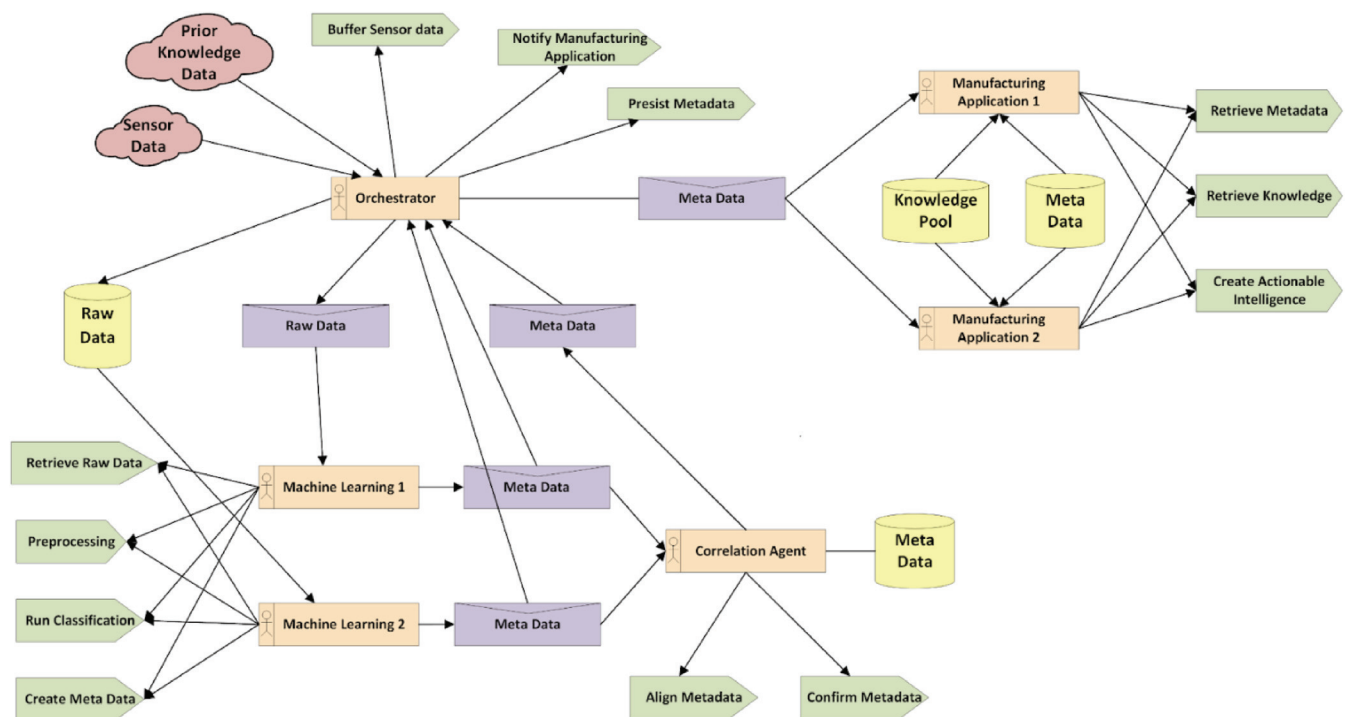 Prior
Knowledge
Data
Buffer Sensor data
Notify Manufacturing
Application
Presist Metadata
Sensor
Data
Orchestrator
Meta Data
Manufacturing
Application 1
Retrieve Metadata
Knowledge
Pool
Meta
Data
Retrieve Knowledge
Create Actionable
Intelligence
Manufacturing
Application 2
Raw
Data
Raw Data
Meta Data
Retrieve Raw Data
Machine Learning 1
Meta Data
Preprocessing
Correlation Agent
Meta
Data
Run Classification
Machine Learning 2
Meta Data
Create Meta Data
Align Metadata
Confirm Metadata